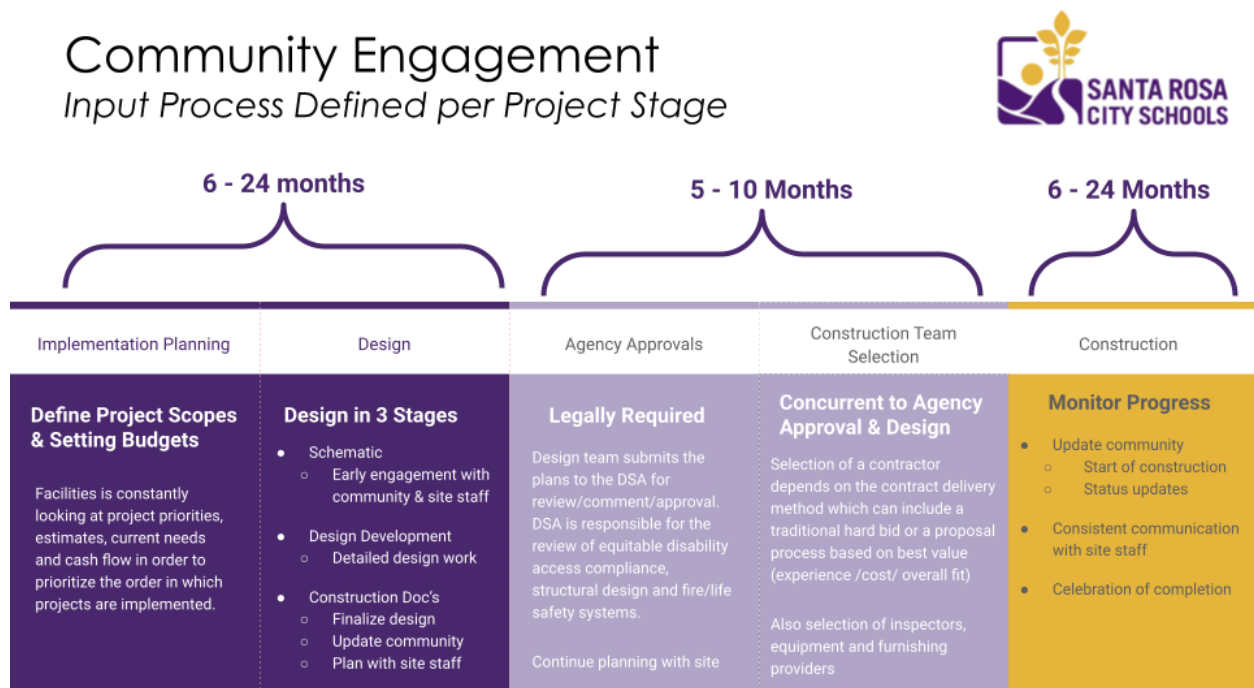 Community Engagement
Input Process Defined per Project Stage
SANTA ROSA
CITY SCHOOLS
6 - 24 months
5 - 10 Months
6 - 24 Months
Implementation Planning
Design
Agency Approvals
Construction Team
Selection
Construction
Define Project Scopes
& Setting Budgets
Facilities is constantly
looking at project priorities,
estimates, current needs
and cash flow in order to
prioritize the order in which
projects are implemented.
Design in 3 Stages
● Schematic
○ Early engagement with
community & site staff
● Design Development
○ Detailed design work
● Construction Doc's
○ Finalize design
○ Update community
○ Plan with site staff
Legally Required
Design team submits the
plans to the DSA for
review/comment/approval.
DSA is responsible for the
review of equitable disability
access compliance,
structural design and fire/life
safety systems.
Continue planning with site
Concurrent to Agency
Approval & Design
Selection of a contractor
depends on the contract delivery
method which can include a
traditional hard bid or a proposal
process based on best value
(experience /cost/ overall fit)
Also selection of inspectors,
equipment and furnishing
providers
Monitor Progress
● Update community
○ Start of construction
○ Status updates
● Consistent communication
with site staff
● Celebration of completion